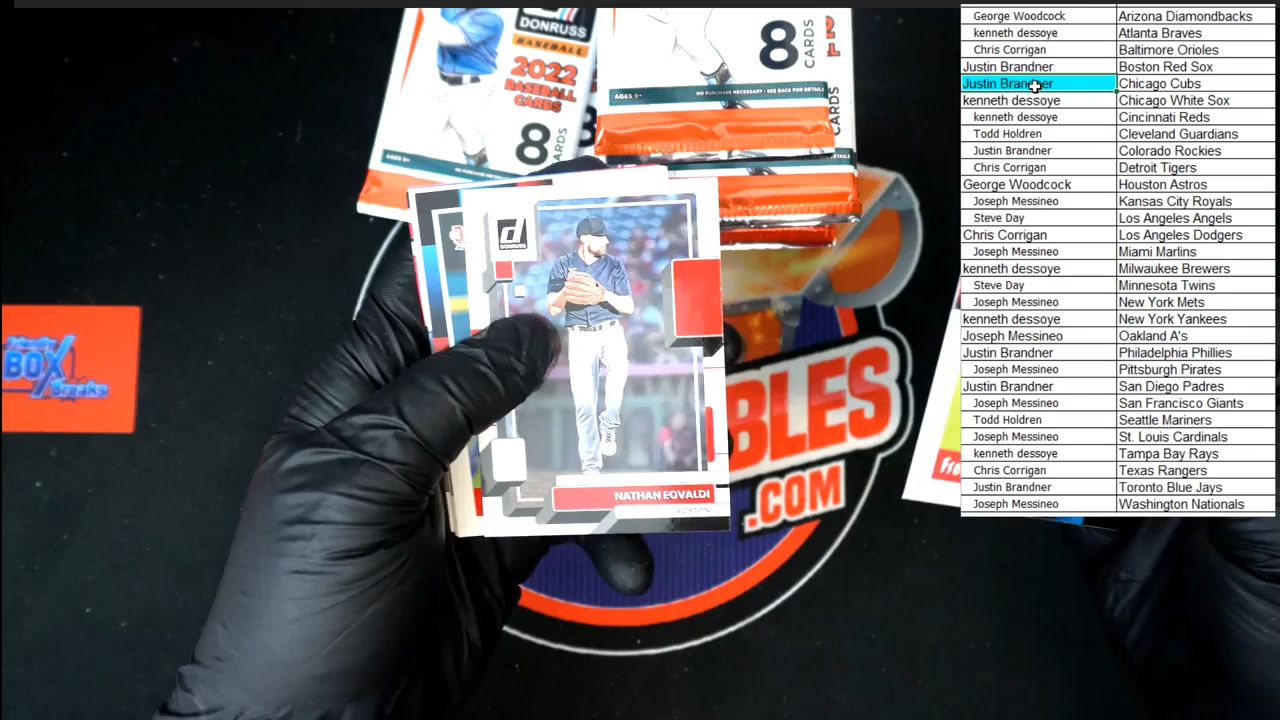 DONRUSS
BASEBALL
2022
BASEBALL
CARDS
8
CARDS
AGES 9+
8
CARDS
AGES 9+
NO PURCHASE NECESSARY • SEE BACK FOR DETAILS
CARDS
DONRUSS
NATHAN EOVALDI
BOSTON
BOX
Breaks
BLES
.COM
George Woodcock Arizona Diamondbacks
kenneth dessoye Atlanta Braves
Chris Corrigan Baltimore Orioles
Justin Brandner Boston Red Sox
Justin Brandner Chicago Cubs
kenneth dessoye Chicago White Sox
kenneth dessoye Cincinnati Reds
Todd Holdren Cleveland Guardians
Justin Brandner Colorado Rockies
Chris Corrigan Detroit Tigers
George Woodcock Houston Astros
Joseph Messineo Kansas City Royals
Steve Day Los Angeles Angels
Chris Corrigan Los Angeles Dodgers
Joseph Messineo Miami Marlins
kenneth dessoye Milwaukee Brewers
Steve Day Minnesota Twins
Joseph Messineo New York Mets
kenneth dessoye New York Yankees
Joseph Messineo Oakland A's
Justin Brandner Philadelphia Phillies
Joseph Messineo Pittsburgh Pirates
Justin Brandner San Diego Padres
Joseph Messineo San Francisco Giants
Todd Holdren Seattle Mariners
Joseph Messineo St. Louis Cardinals
kenneth dessoye Tampa Bay Rays
Chris Corrigan Texas Rangers
Justin Brandner Toronto Blue Jays
Joseph Messineo Washington Nationals